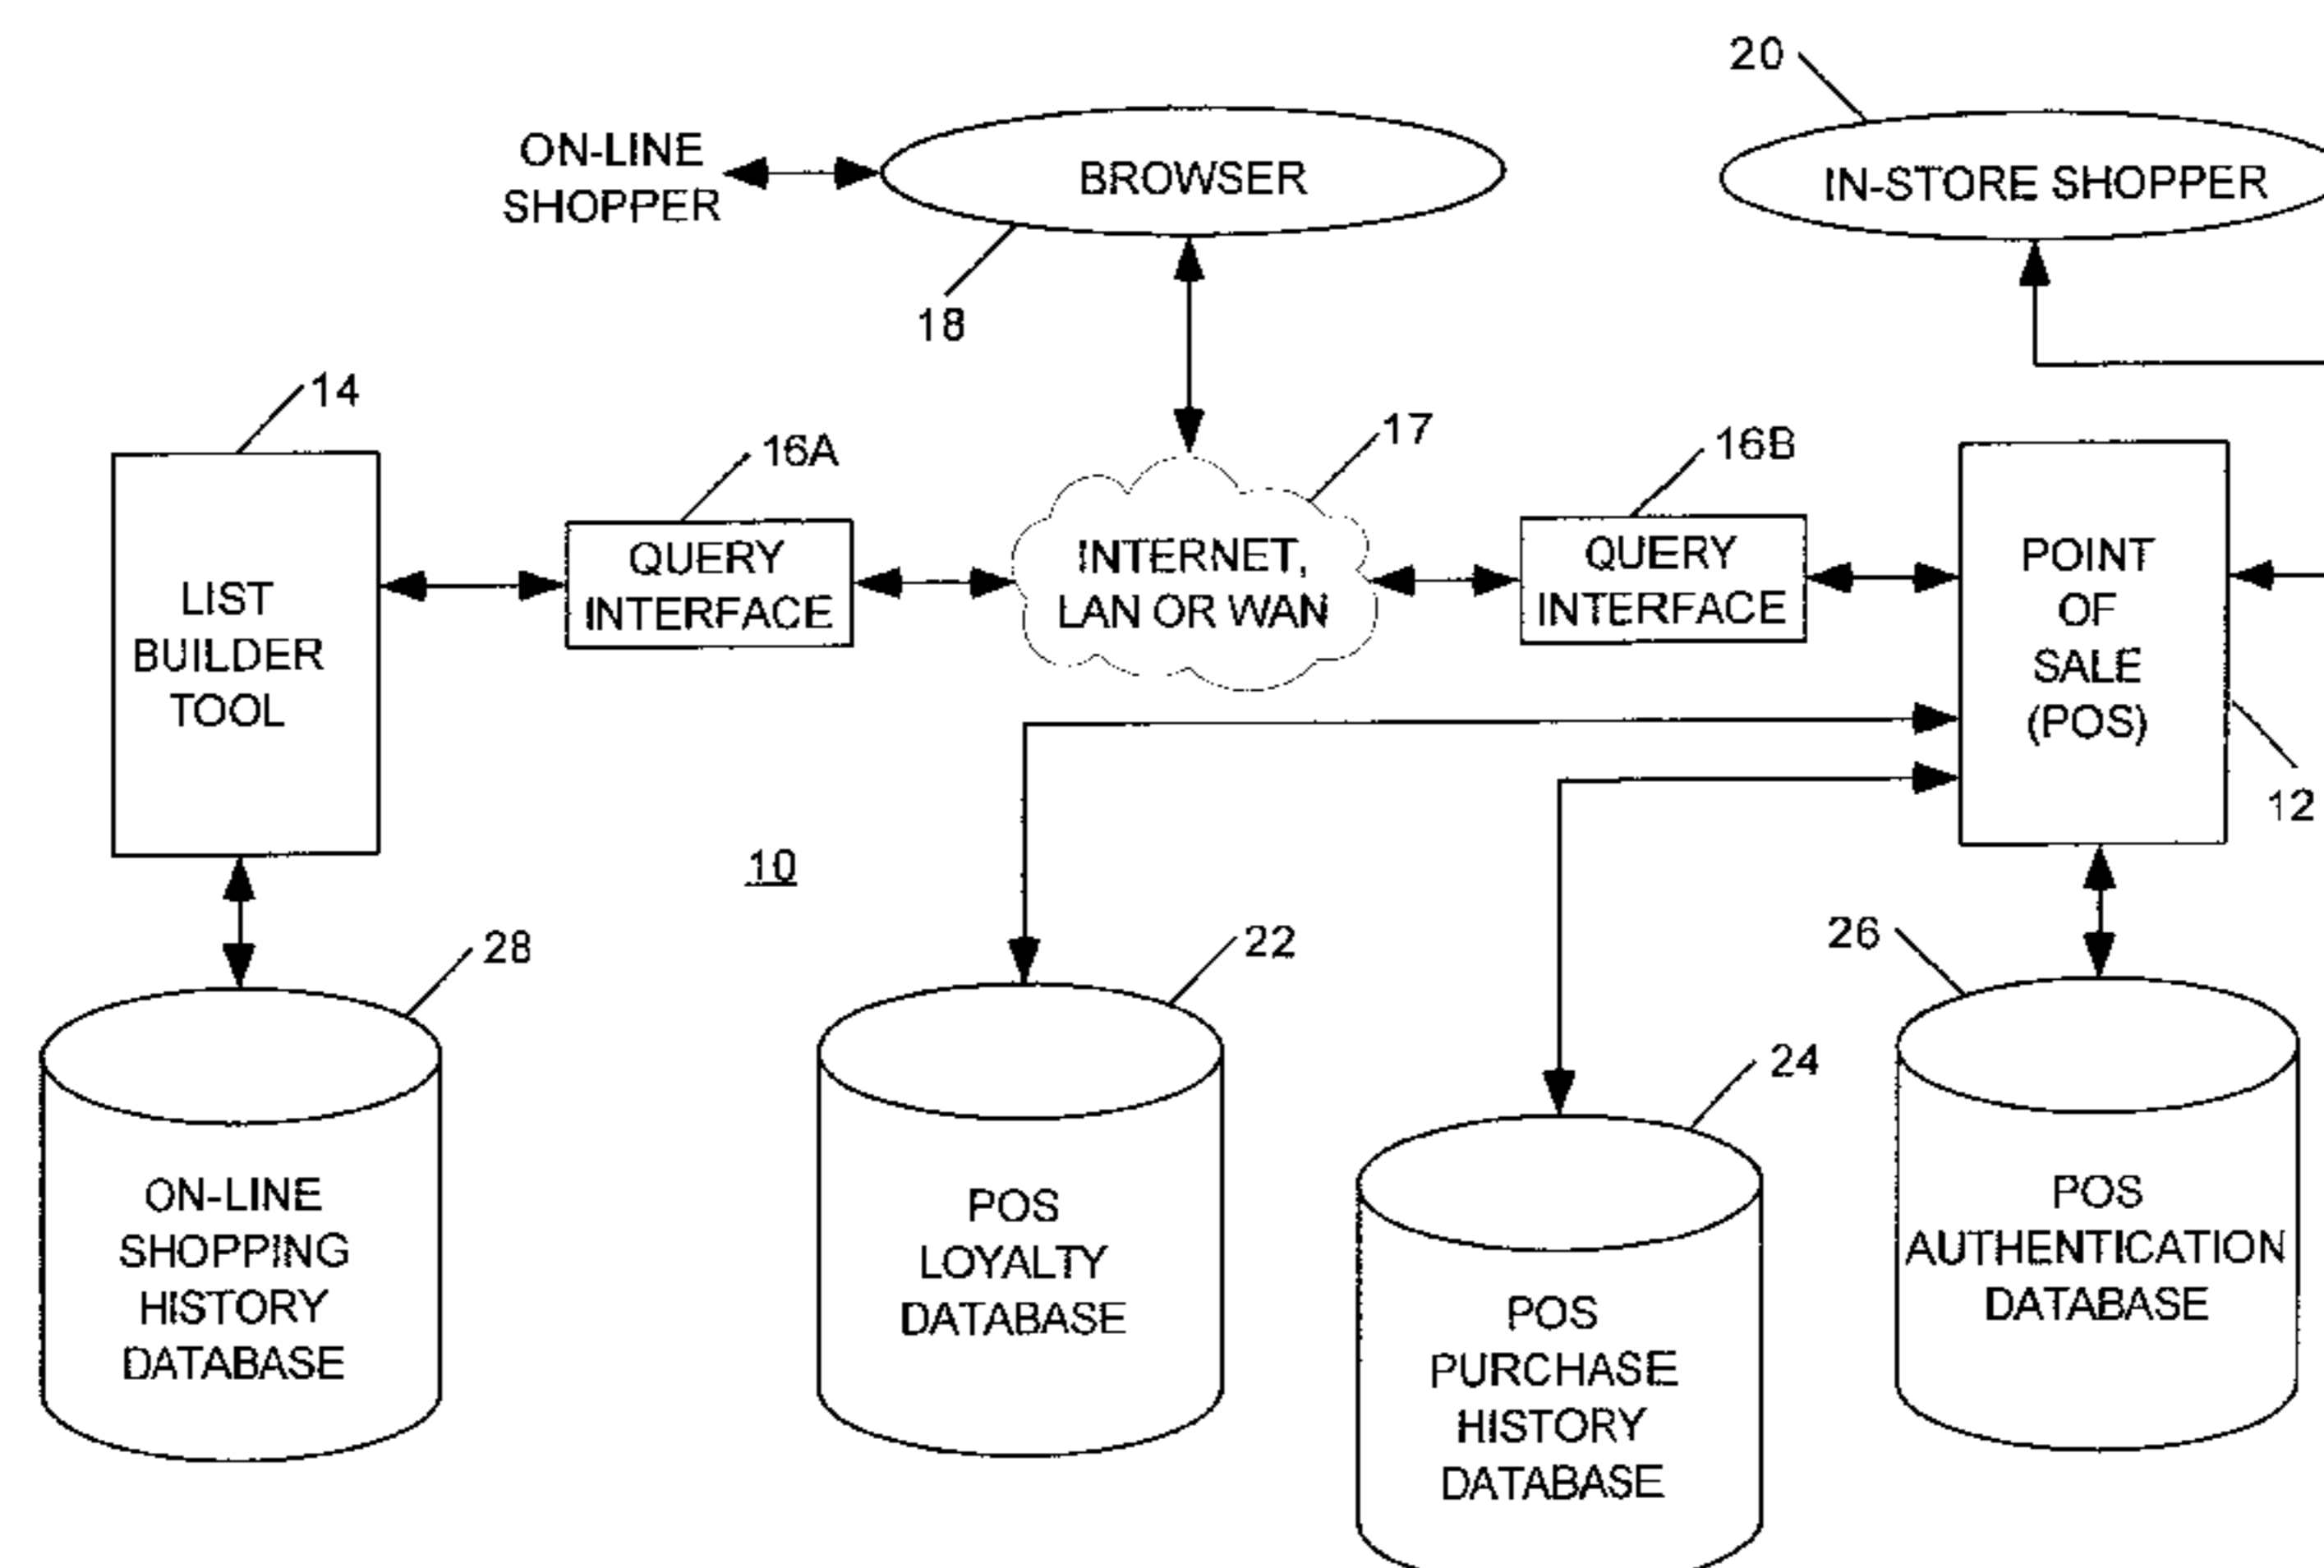 20
ON-LINE
SHOPPER
BROWSER
IN-STORE SHOPPER
18
14
16A
17
16B
QUERY
INTERFACE
INTERNET,
LAN OR WAN
QUERY
INTERFACE
LIST
BUILDER
TOOL
POINT
OF
SALE
(POS)
12
10
28
22
26
24
ON-LINE
SHOPPING
HISTORY
DATABASE
POS
LOYALTY
DATABASE
POS
PURCHASE
HISTORY
DATABASE
POS
AUTHENTICATION
DATABASE